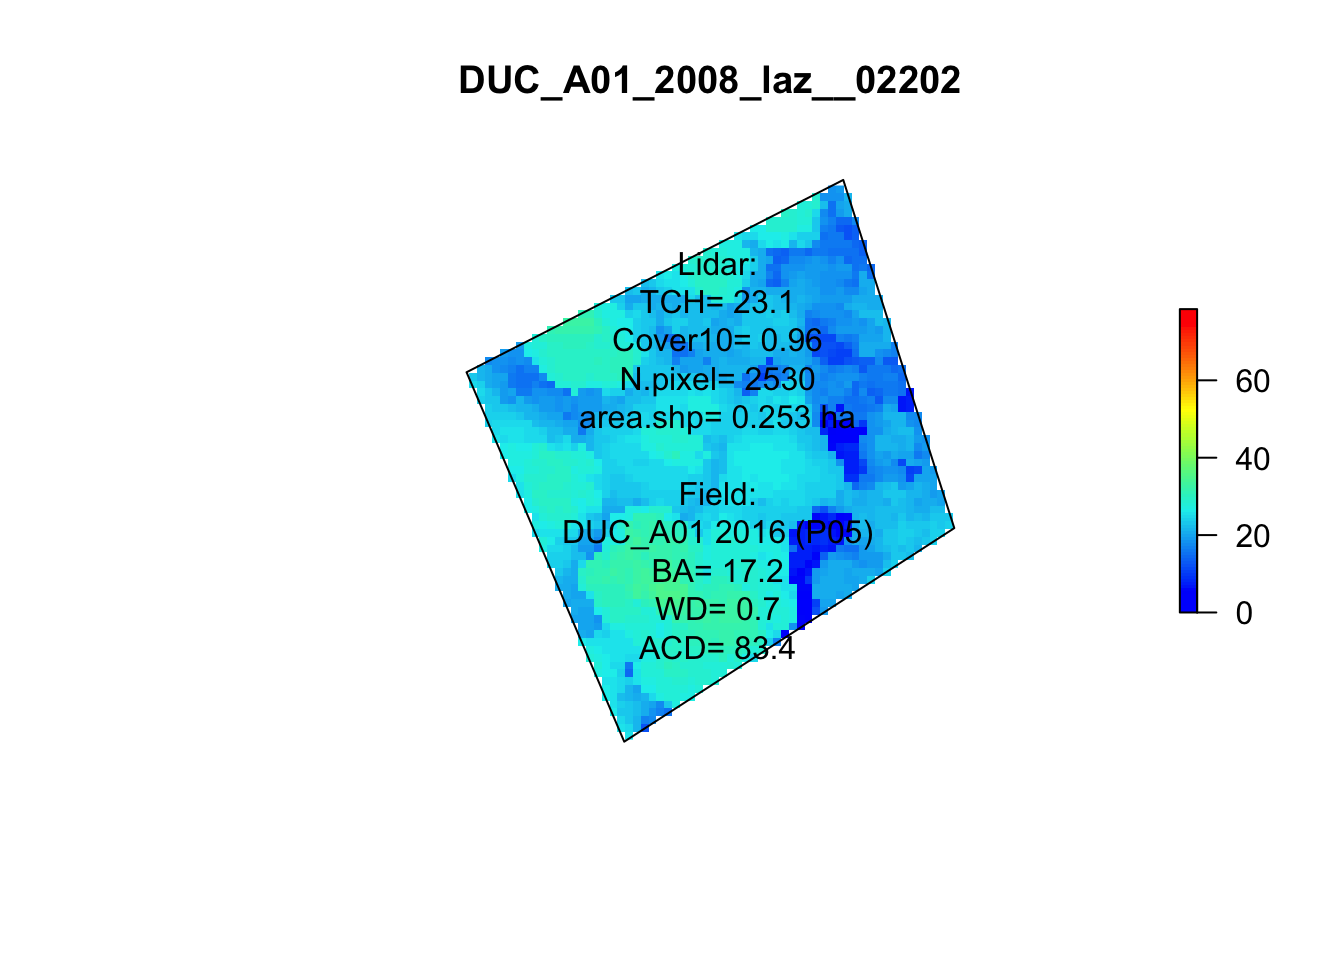 DUC_A01_2008_laz__02202
Lidar:
TCH= 23.1
Cover10= 0.96
N.pixel= 2530
area.shp= 0.253 ha
Field:
DUC_A01 2016 (P05)
BA= 17.2
WD= 0.7
ACD= 83.4
60
40
20
0